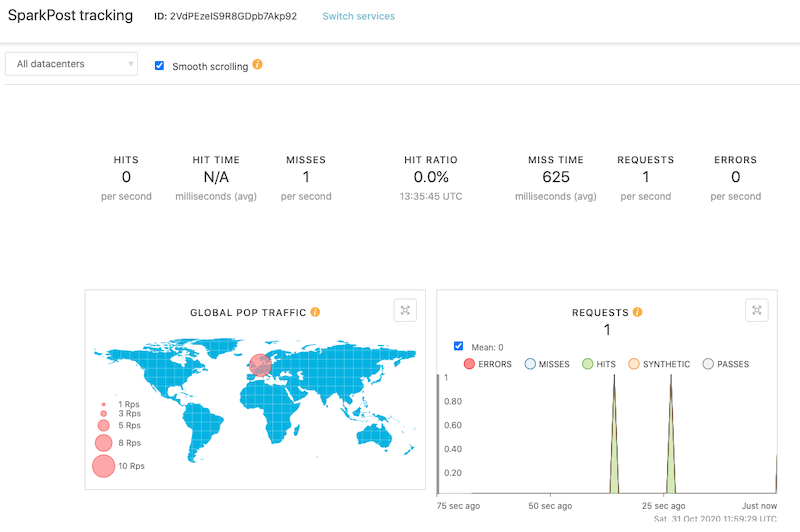 SparkPost tracking ID: 2VdPEzeIS9R8GDpb7Akp92 Switch services
All datacenters Smooth scrolling i
HITS HIT TIME MISSES HIT RATIO MISS TIME REQUESTS ERRORS
0 N/A 1 0.0% 625 1 0
per second milliseconds (avg) per second 13:35:45 UTC milliseconds (avg) per second per second
GLOBAL POP TRAFFIC i
1 Rps
3 Rps
5 Rps
8 Rps
10 Rps
REQUESTS i
1
Mean: 0
ERRORS MISSES HITS SYNTHETIC PASSES
1
0.80
0.60
0.40
0.20
75 sec ago 50 sec ago 25 sec ago Just now
Sat, 31 Oct 2020 11:59:29 UTC